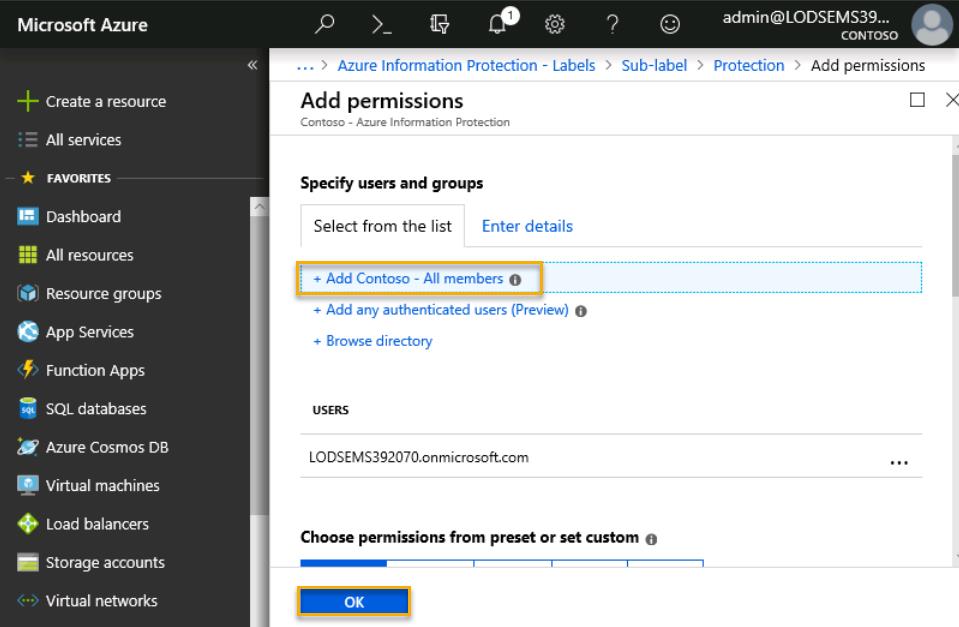 Microsoft Azure
1
admin@LODSEMS39...
CONTOSO
«
... > Azure Information Protection - Labels > Sub-label > Protection > Add permissions
+ Create a resource
All services
FAVORITES
Dashboard
All resources
Resource groups
App Services
Function Apps
SQL databases
Azure Cosmos DB
Virtual machines
Load balancers
Storage accounts
Virtual networks
Add permissions
Contoso - Azure Information Protection
Specify users and groups
Select from the list Enter details
+ Add Contoso - All members
+ Add any authenticated users (Preview)
+ Browse directory
USERS
LODSEMS392070.onmicrosoft.com ...
Choose permissions from preset or set custom
OK